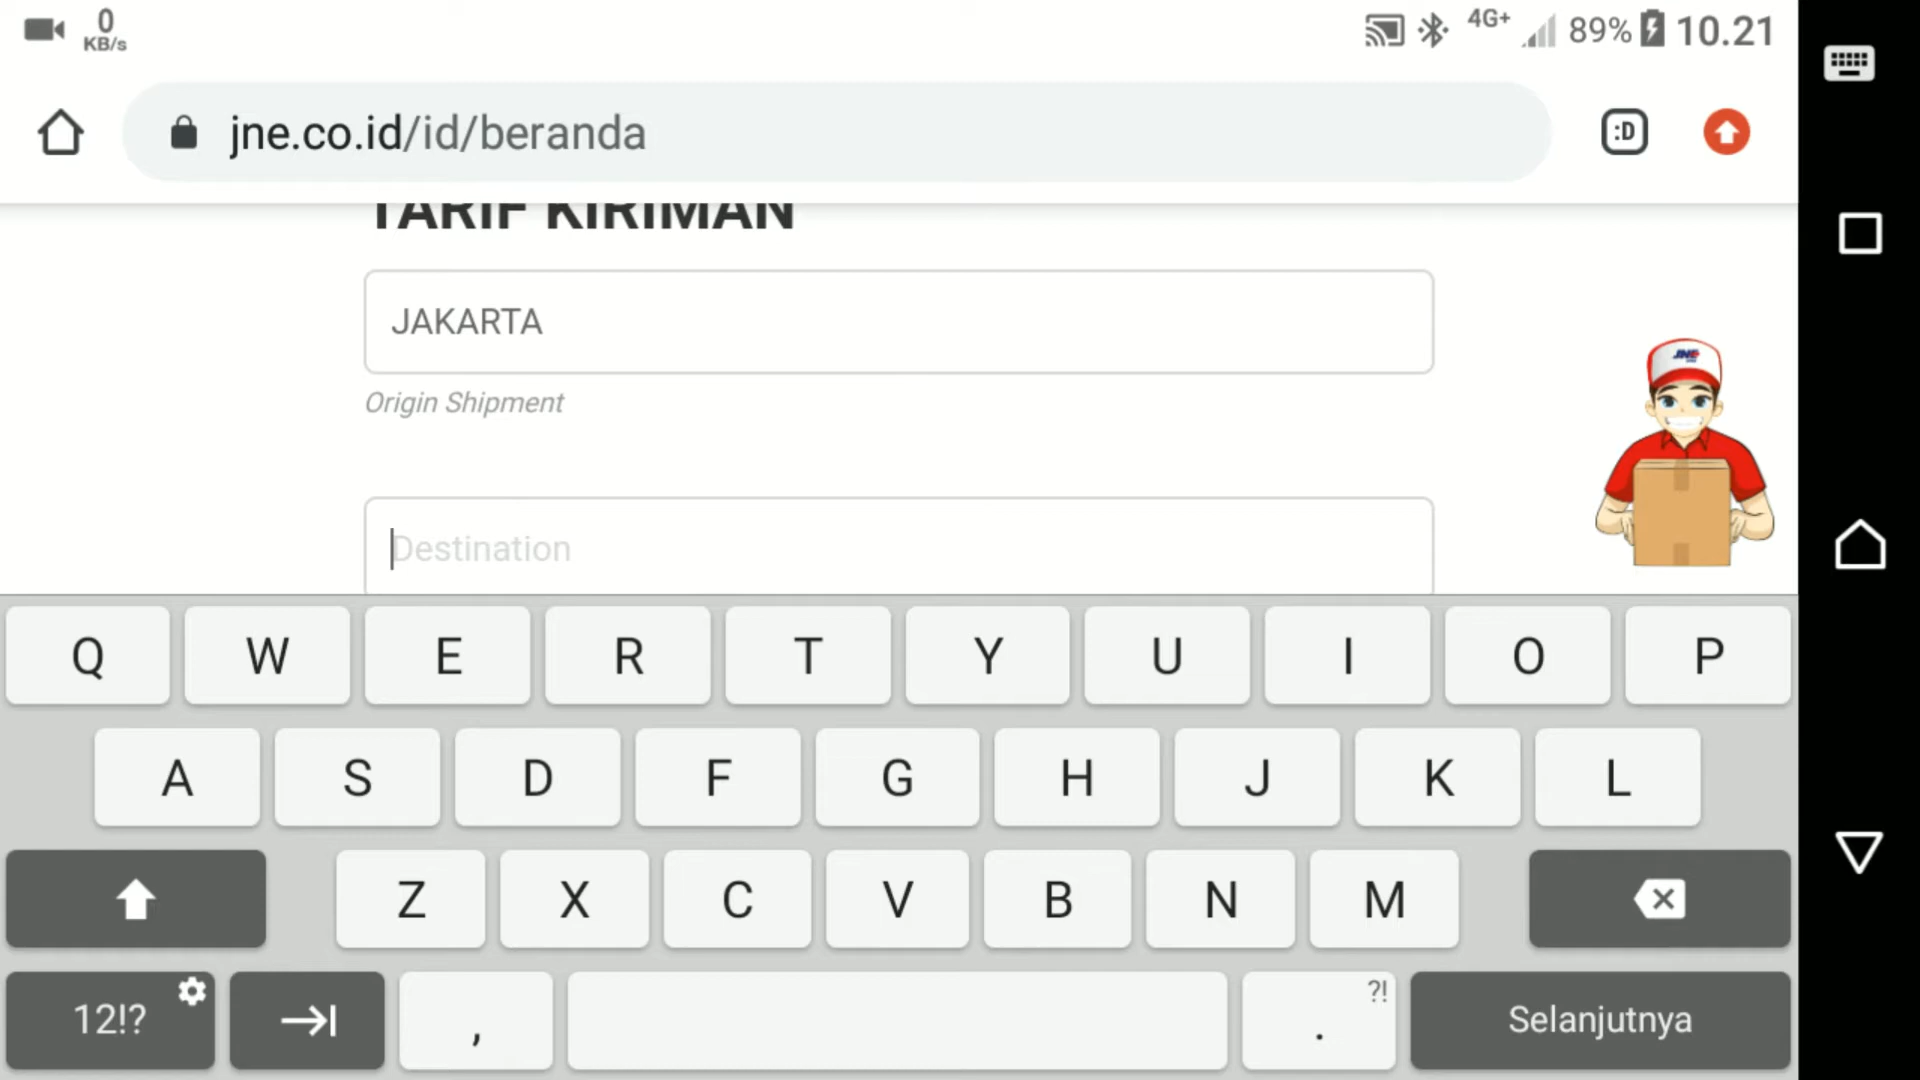 0
KB/s
4G+
89%
10.21
jne.co.id/id/beranda
:D
TARIF KIRIMAN
JAKARTA
Origin Shipment
JNE
Destination
Q W E R T Y U I O P
A S D F G H J K L
Z X C V B N M
12!?
,
?!
.
Selanjutnya